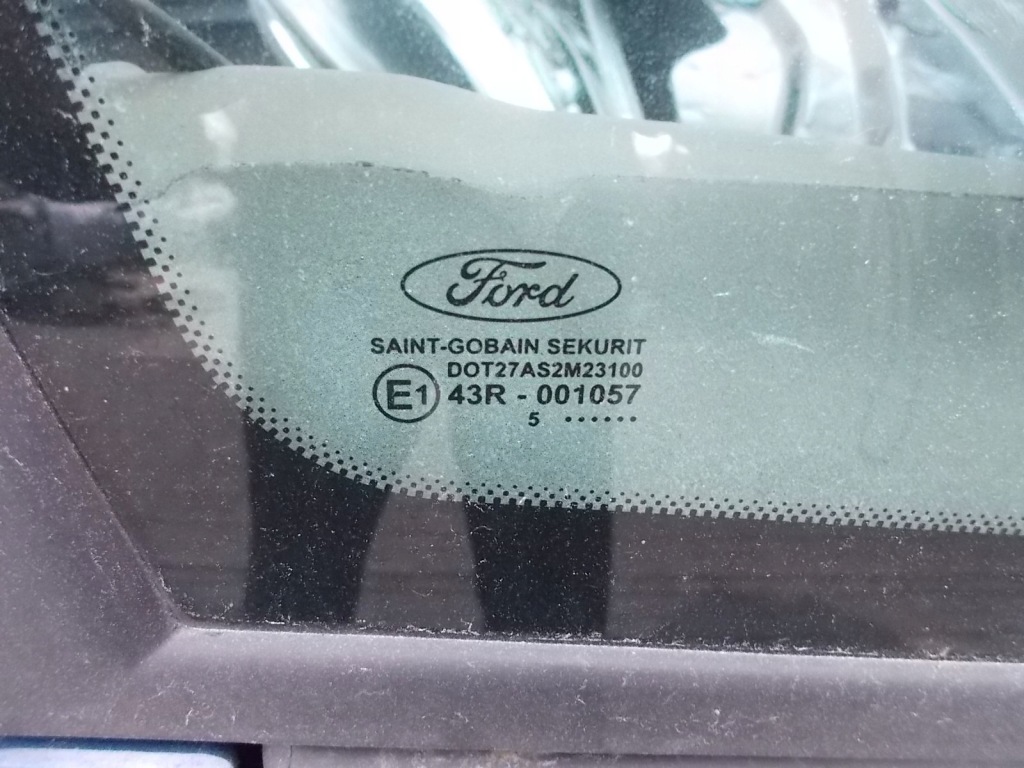 Ford
SAINT-GOBAIN SEKURIT
DOT27AS2M23100
E1 43R - 001057
5 ......